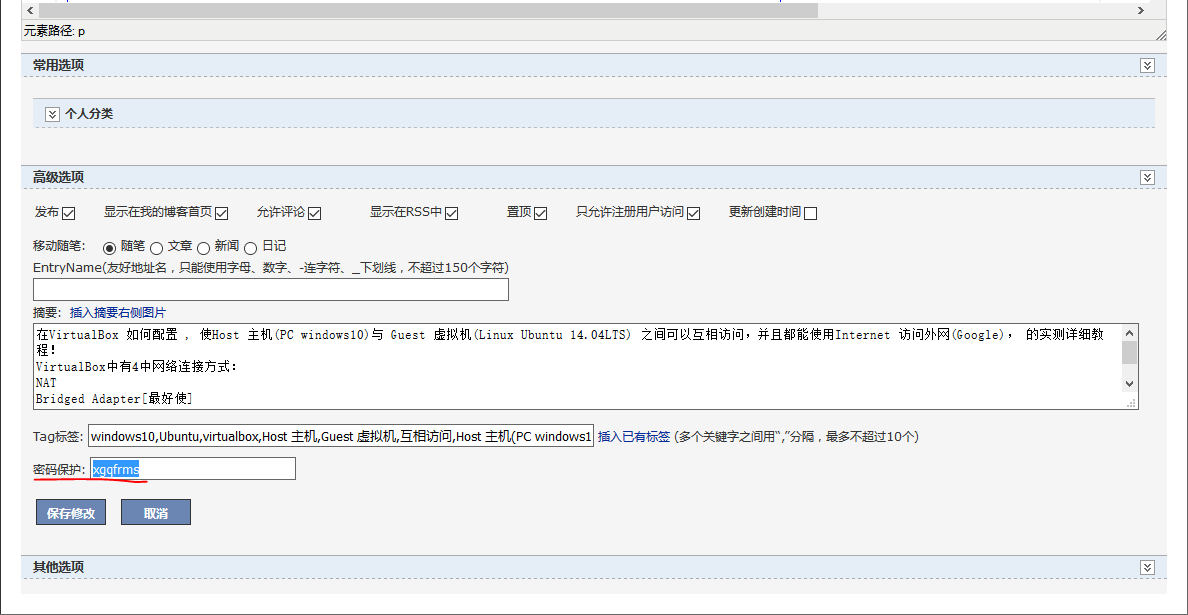 元素路径: p
常用选项
个人分类
高级选项
发布 显示在我的博客首页 允许评论 显示在RSS中 置顶 只允许注册用户访问 更新创建时间
移动随笔: 随笔 文章 新闻 日记
EntryName(友好地址名，只能使用字母、数字、-连字符、_下划线，不超过150个字符)
摘要: 插入摘要右侧图片
在VirtualBox 如何配置 , 使Host 主机(PC windows10)与 Guest 虚拟机(Linux Ubuntu 14.04LTS) 之间可以互相访问，并且都能使用Internet 访问外网(Google)， 的实测详细教
程！
VirtualBox中有4中网络连接方式：
NAT
Bridged Adapter[最好使]
Tag标签: windows10,Ubuntu,virtualbox,Host 主机,Guest 虚拟机,互相访问,Host 主机(PC windows1 插入已有标签 (多个关键字之间用“,”分隔，最多不超过10个)
密码保护: xgqfrms
保存修改 取消
其他选项